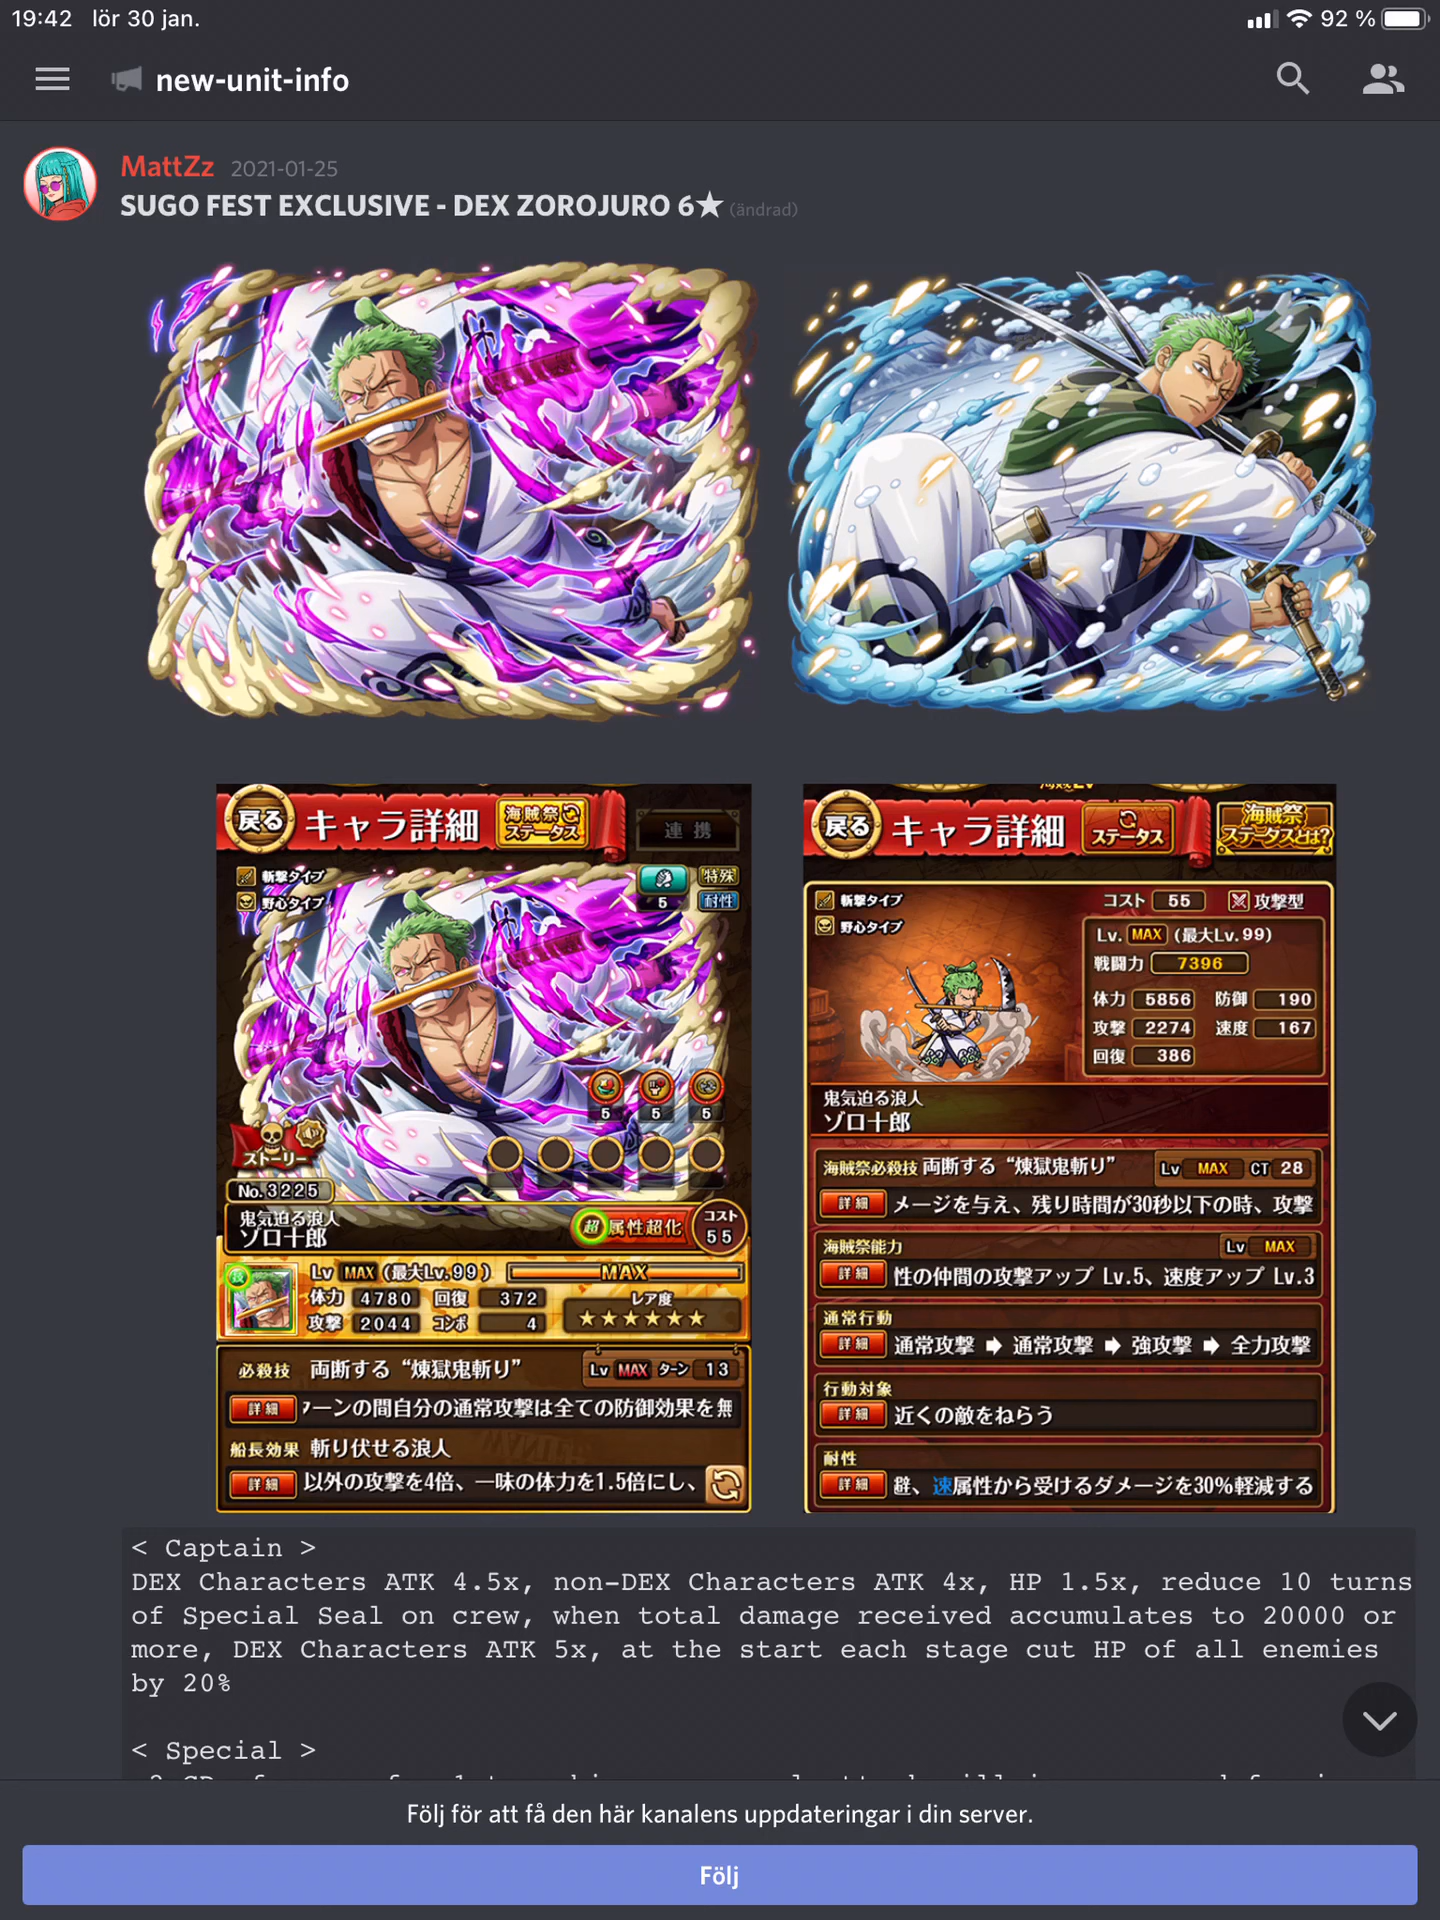 19:42 lör 30 jan.
92 %
new-unit-info
MattZz 2021-01-25
SUGO FEST EXCLUSIVE - DEX ZOROJURO 6★ (ändrad)
戻る キャラ詳細 海賊祭ステータス 連携
斬撃タイプ
野心タイプ
5
特殊
耐性
5 5 5
ストーリー
No.3225
鬼気迫る浪人
ゾロ十郎
超 属性超化
コスト
55
技
Lv MAX (最大Lv.99) MAX
体力 4780 回復 372 レア度
攻撃 2044 コンボ 4 ★★★★★★
必殺技 両断する“煉獄鬼斬り” Lv MAX ターン 13
詳細 ターンの間自分の通常攻撃は全ての防御効果を無
船長効果 斬り伏せる浪人
詳細 以外の攻撃を4倍、一味の体力を1.5倍にし、
戻る キャラ詳細 ステータス 海賊祭ステータスとは?
斬撃タイプ
野心タイプ
コスト 55 攻撃型
Lv. MAX (最大Lv.99)
戦闘力 7396
体力 5856 防御 190
攻撃 2274 速度 167
回復 386
鬼気迫る浪人
ゾロ十郎
海賊祭必殺技 両断する“煉獄鬼斬り” Lv MAX CT 28
詳細 メージを与え、残り時間が30秒以下の時、攻撃
海賊祭能力 Lv MAX
詳細 性の仲間の攻撃アップ Lv.5、速度アップ Lv.3
通常行動
詳細 通常攻撃 ➡ 通常攻撃 ➡ 強攻撃 ➡ 全力攻撃
行動対象
詳細 近くの敵をねらう
耐性
詳細 避、速属性から受けるダメージを30%軽減する
< Captain >
DEX Characters ATK 4.5x, non-DEX Characters ATK 4x, HP 1.5x, reduce 10 turns
of Special Seal on crew, when total damage received accumulates to 20000 or
more, DEX Characters ATK 5x, at the start each stage cut HP of all enemies
by 20%
< Special >
Följ för att få den här kanalens uppdateringar i din server.
Följ